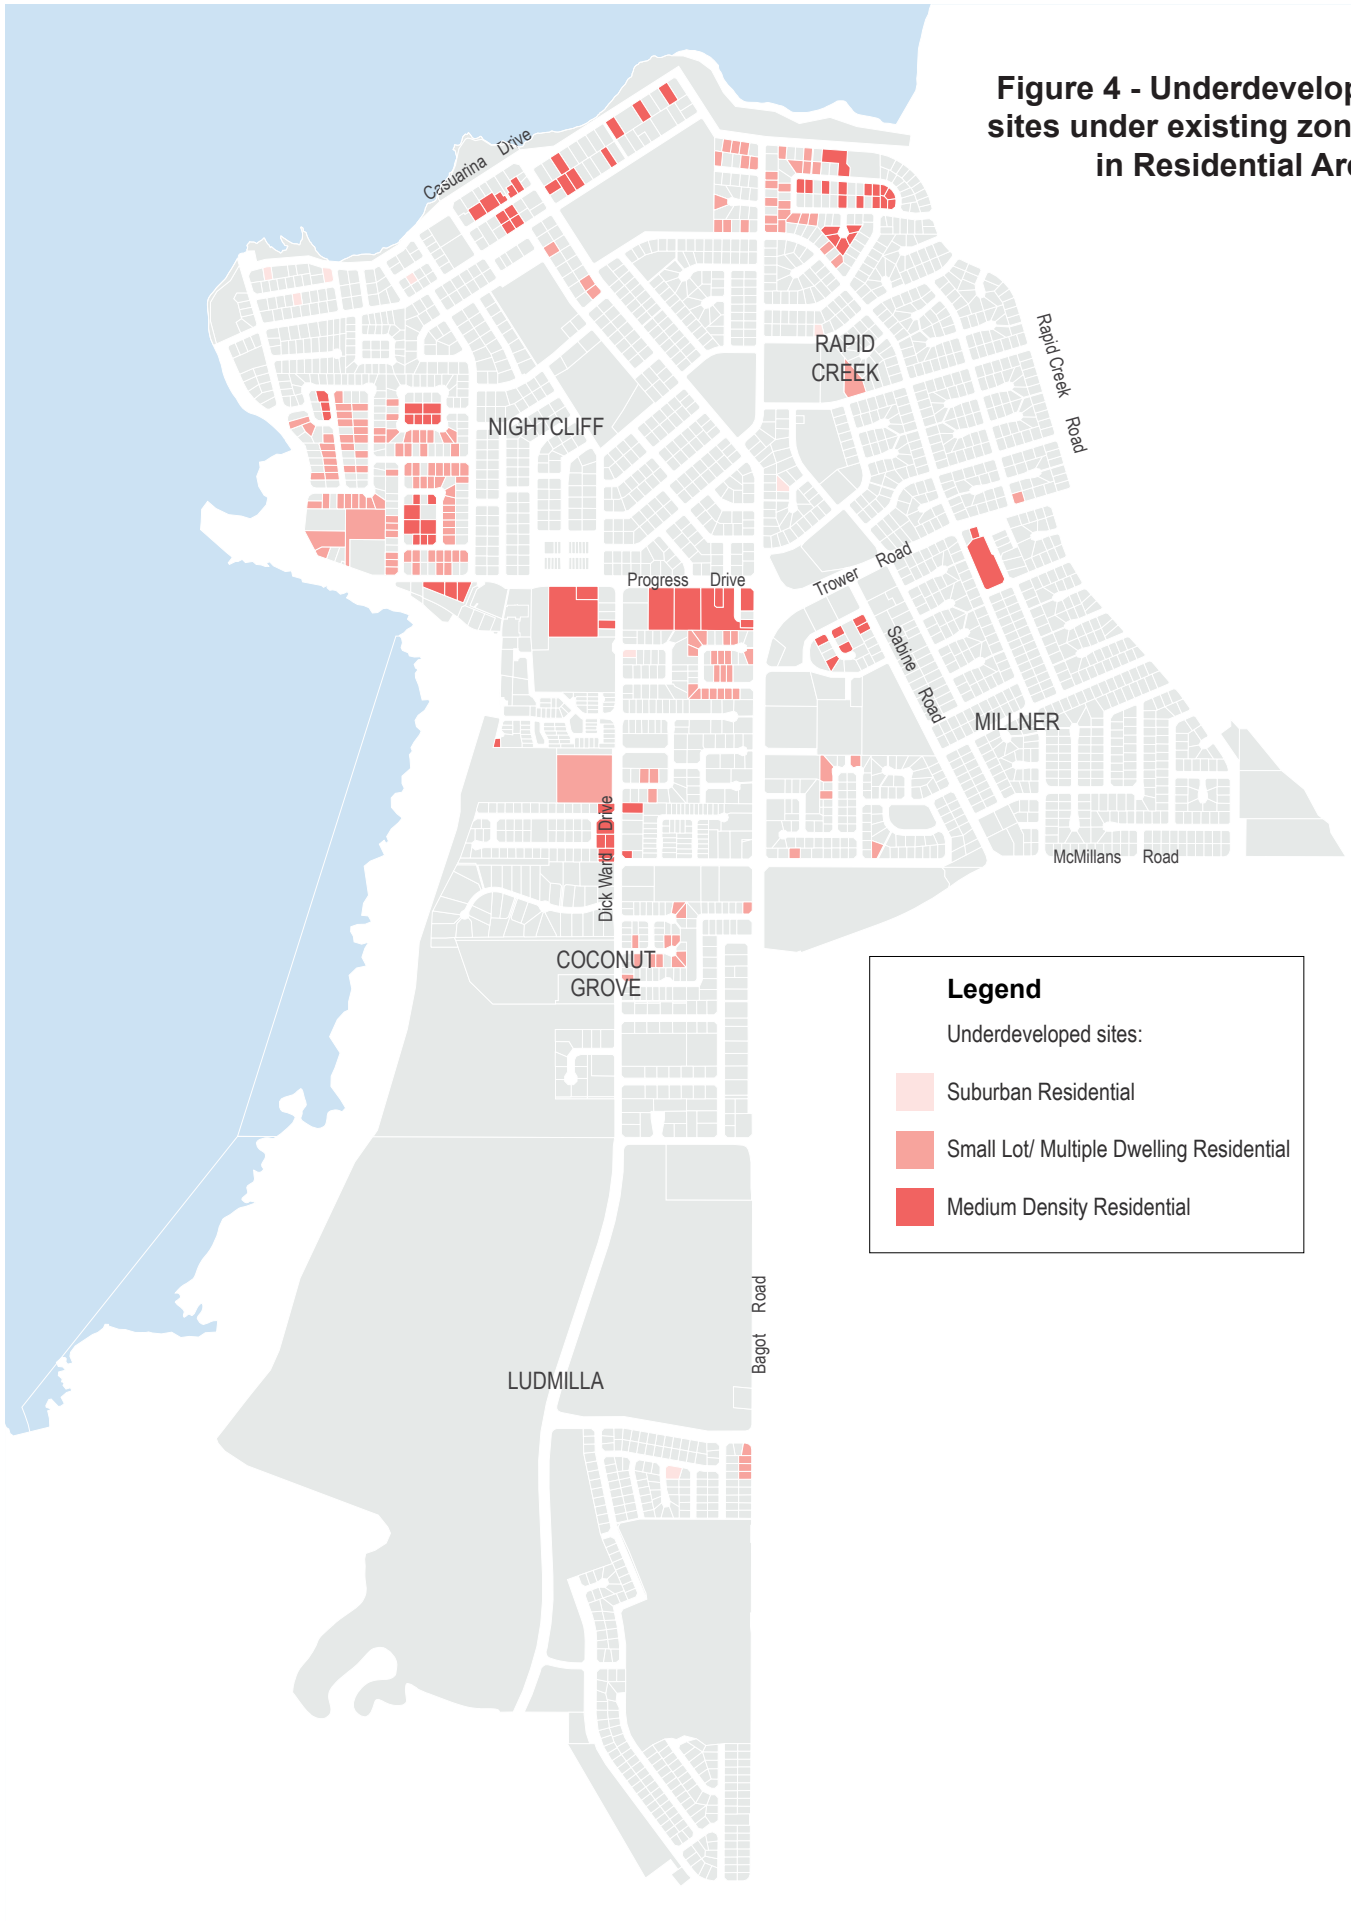 Figure 4 - Underdevelop
sites under existing zon
in Residential Are
Casuarina Drive
RAPID
CREEK
Rapid Creek Road
NIGHTCLIFF
Progress Drive
Trower Road
Sabine Road
MILLNER
Dick Ward Drive
McMillans Road
COCONUT
GROVE
Legend
Underdeveloped sites:
Suburban Residential
Small Lot/ Multiple Dwelling Residential
Medium Density Residential
Bagot Road
LUDMILLA